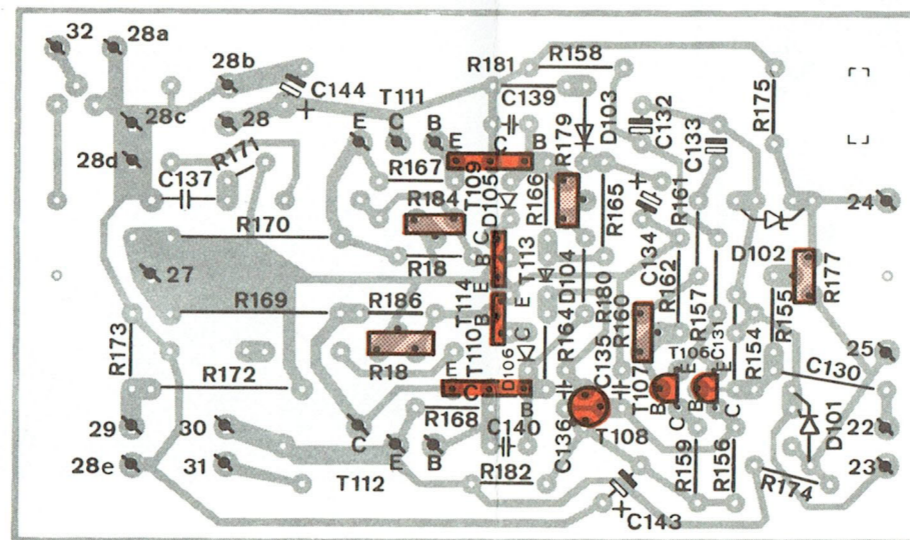 32
28a
28b
R158
R181
C144
T111
C139
R175
28c
28
E
C
B
E
C
B
R179
D103
C132
C133
28d
R171
R167
T109
D105
R166
R165
R161
C137
R184
24
R170
C
B
T113
D104
C134
R162
D102
R177
R18
27
E
R169
R186
T114
E
B
R180
R160
R157
R155
R173
T110
C
D106
R164
C135
T107
C131
T106
R154
25
R18
E
E
R172
E
C
B
B
B
C130
R168
C
C
29
30
C
C140
C136
T108
D101
22
E
B
28e
31
R159
R156
23
T112
R182
R174
C143